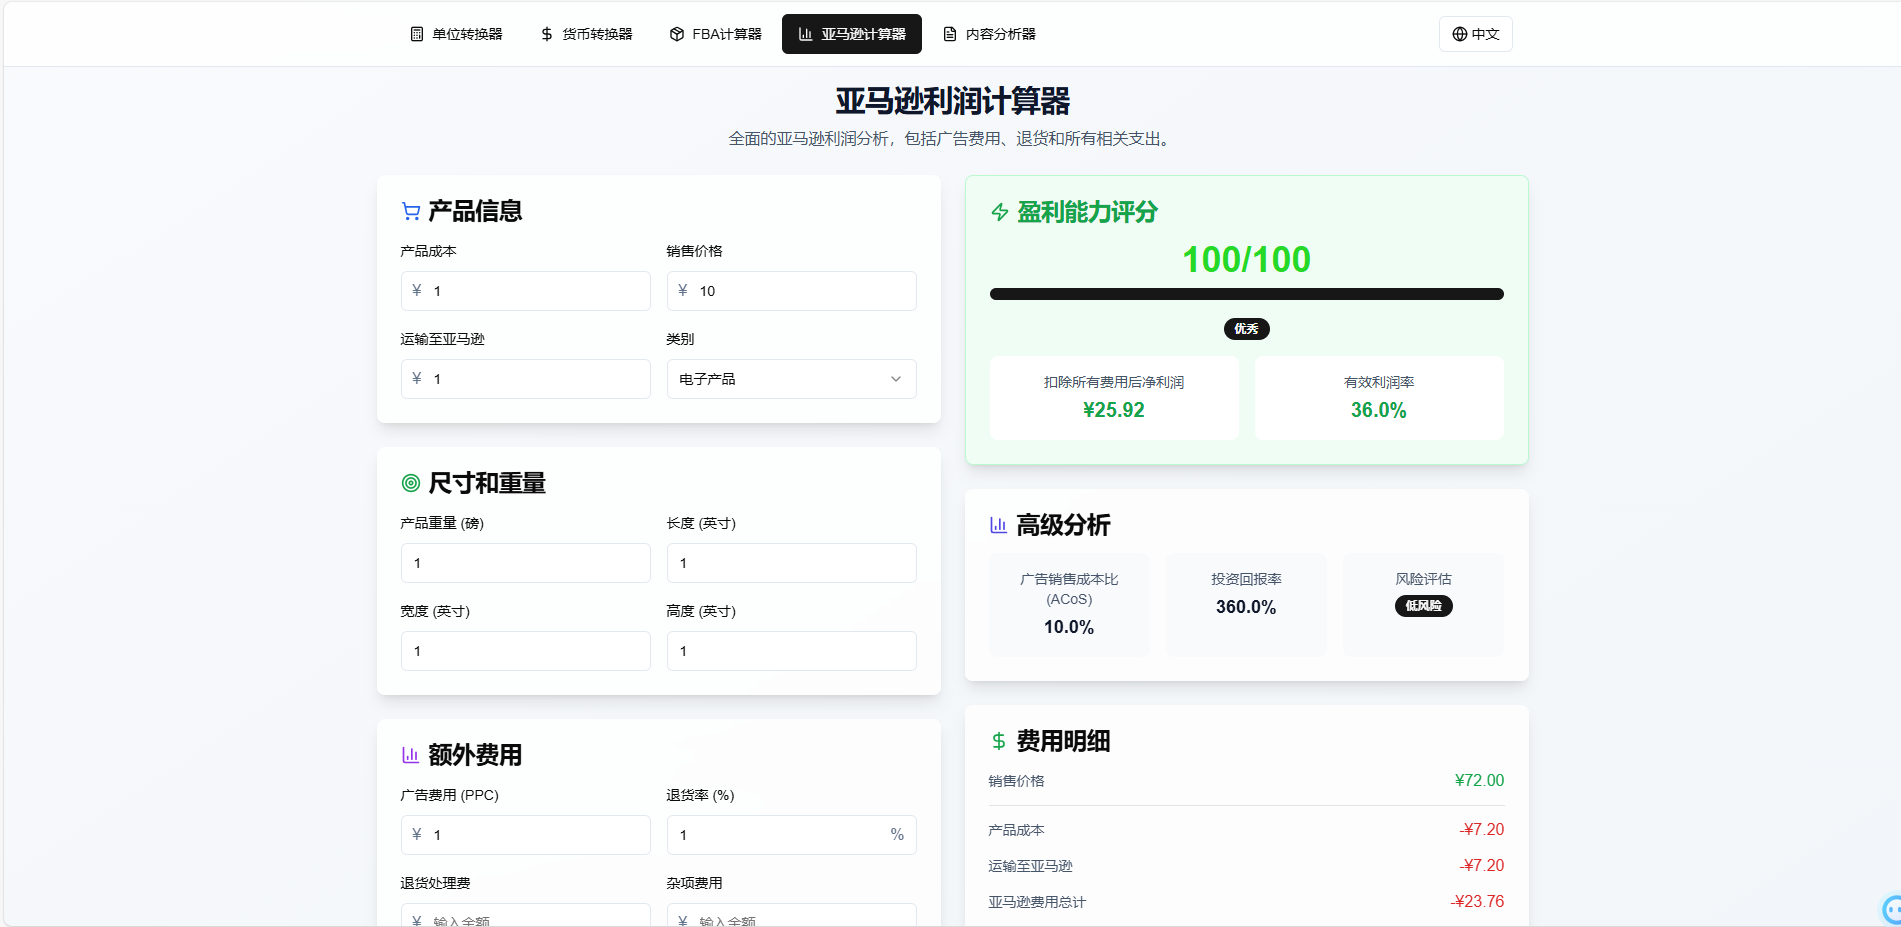 单位转换器
货币转换器
FBA计算器
亚马逊计算器
内容分析器
中文
亚马逊利润计算器
全面的亚马逊利润分析，包括广告费用、退货和所有相关支出。
产品信息
产品成本
¥ 1
销售价格
¥ 10
运输至亚马逊
¥ 1
类别
电子产品
尺寸和重量
产品重量 (磅)
1
长度 (英寸)
1
宽度 (英寸)
1
高度 (英寸)
1
额外费用
广告费用 (PPC)
¥ 1
退货率 (%)
1 %
退货处理费
¥ 输入金额
杂项费用
¥ 输入金额
盈利能力评分
100/100
优秀
扣除所有费用后净利润
¥25.92
有效利润率
36.0%
高级分析
广告销售成本比
(ACoS)
10.0%
投资回报率
360.0%
风险评估
低风险
费用明细
销售价格 ¥72.00
产品成本 -¥7.20
运输至亚马逊 -¥7.20
亚马逊费用总计 -¥23.76